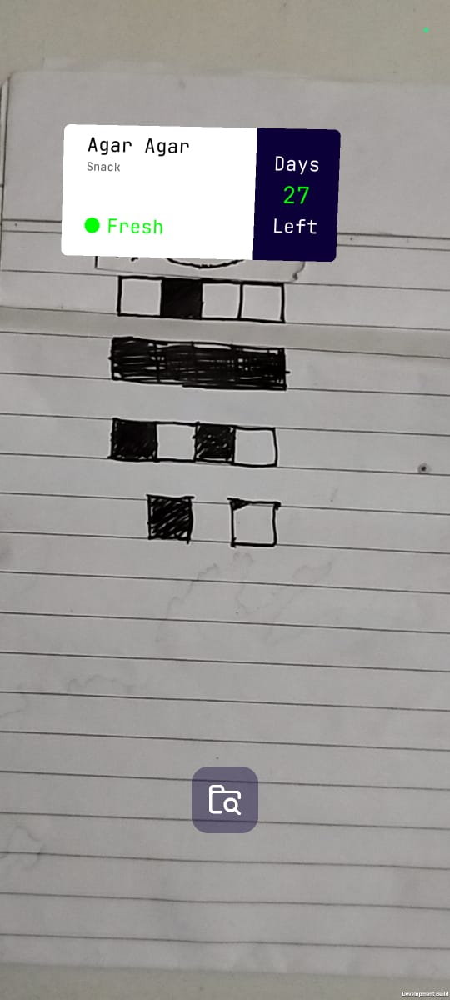 Agar Agar
Snack
Fresh
Days
27
Left
Development Build